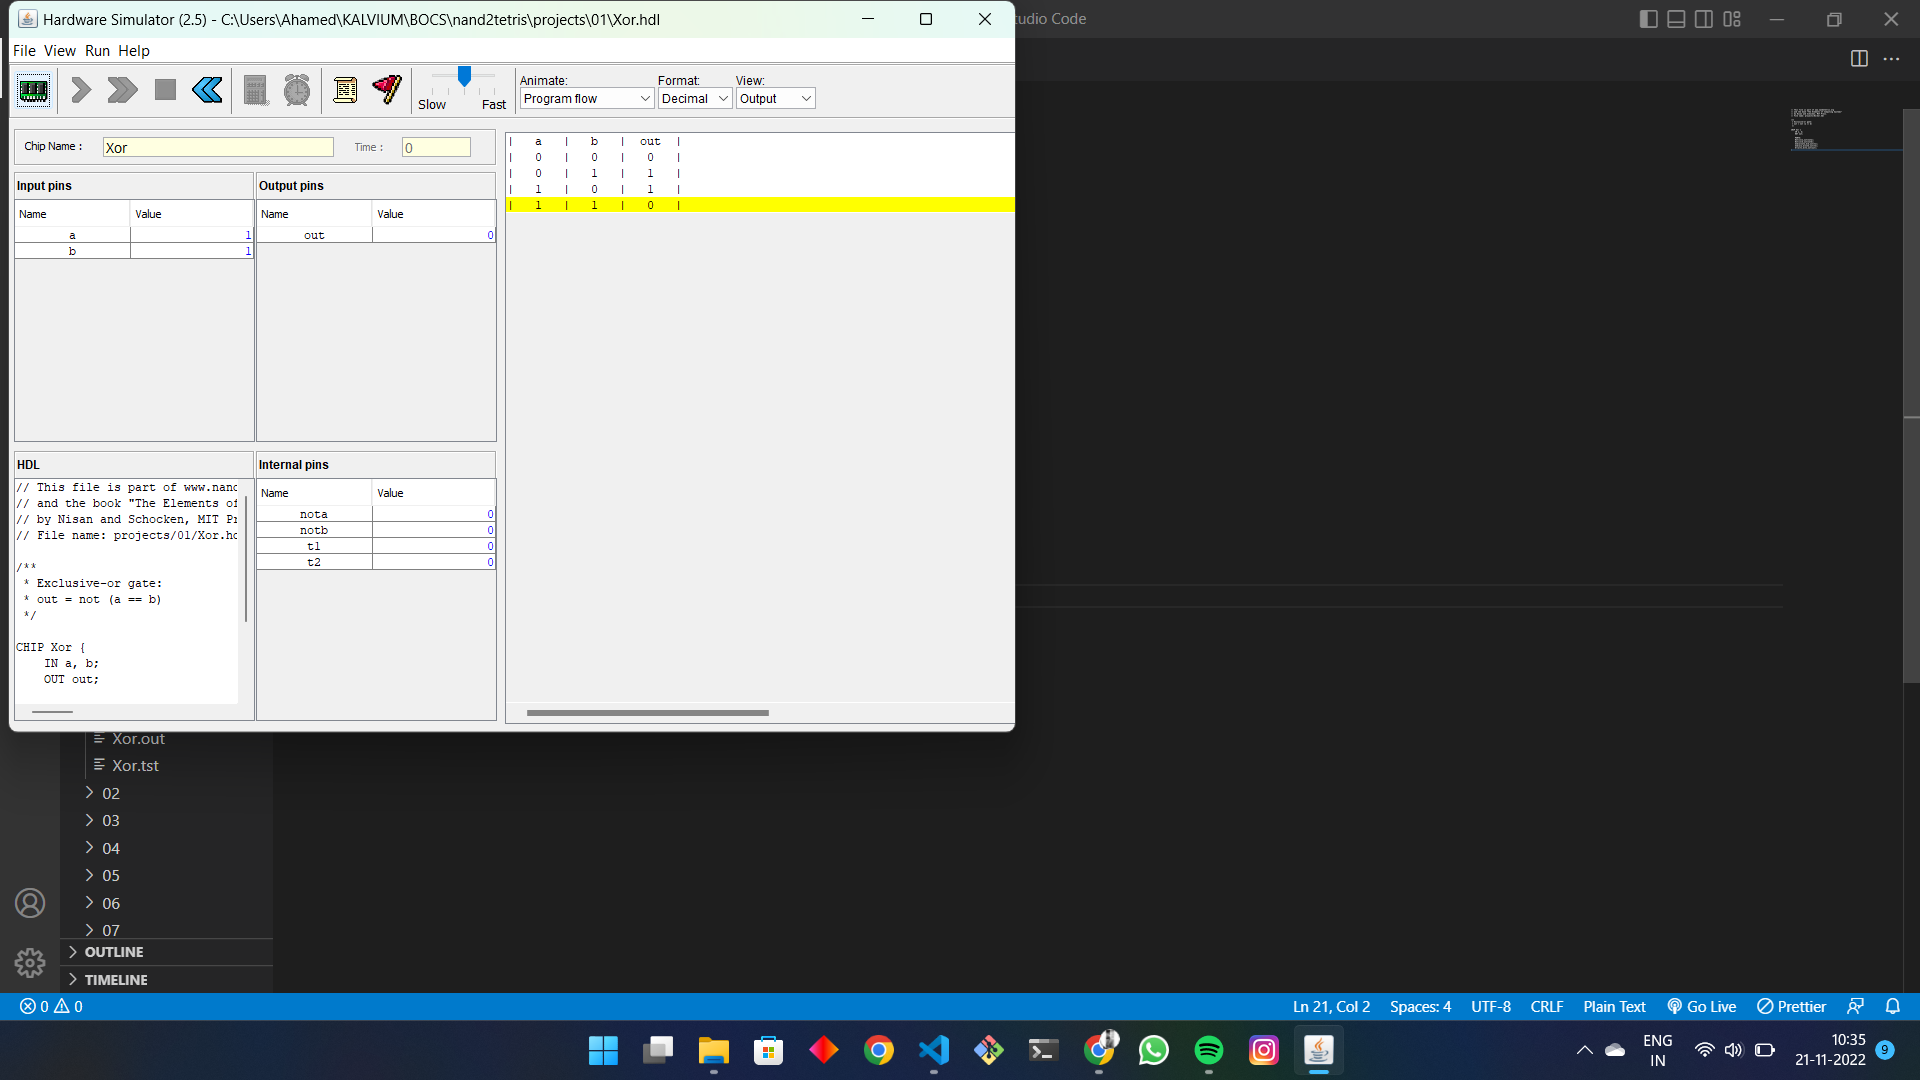 Hardware Simulator (2.5) - C:\Users\Ahamed\KALVIUM\BOCS\nand2tetris\projects\01\Xor.hdl
tudio Code
File View Run Help
Slow Fast
Animate: Format: View:
Program flow Decimal Output
Chip Name : Xor Time : 0
Input pins
Name Value
a 1
b 1
Output pins
Name Value
out 0
| a | b | out |
| 0 | 0 | 0 |
| 0 | 1 | 1 |
| 1 | 0 | 1 |
| 1 | 1 | 0 |
HDL
// This file is part of www.nand
// and the book "The Elements of
// by Nisan and Schocken, MIT Pr
// File name: projects/01/Xor.hd
/**
* Exclusive-or gate:
* out = not (a == b)
*/
CHIP Xor {
IN a, b;
OUT out;
Internal pins
Name Value
nota 0
notb 0
t1 0
t2 0
Xor.out
Xor.tst
02
03
04
05
06
07
OUTLINE
TIMELINE
0 0
Ln 21, Col 2 Spaces: 4 UTF-8 CRLF Plain Text Go Live Prettier
ENG
IN
10:35
21-11-2022
9